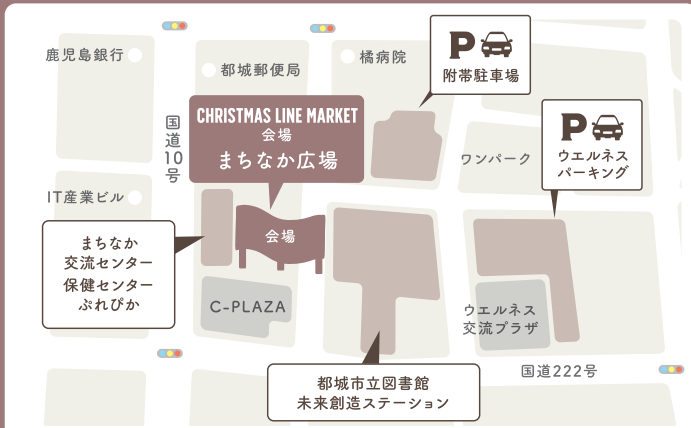 鹿児島銀行
都城郵便局
橘病院
P
附帯駐車場
国道10号
CHRISTMAS LINE MARKET
会場
まちなか広場
ワンパーク
P
ウエルネス
パーキング
IT産業ビル
まちなか
交流センター
保健センター
ぷれぴか
会場
C-PLAZA
ウエルネス
交流プラザ
国道222号
都城市立図書館
未来創造ステーション